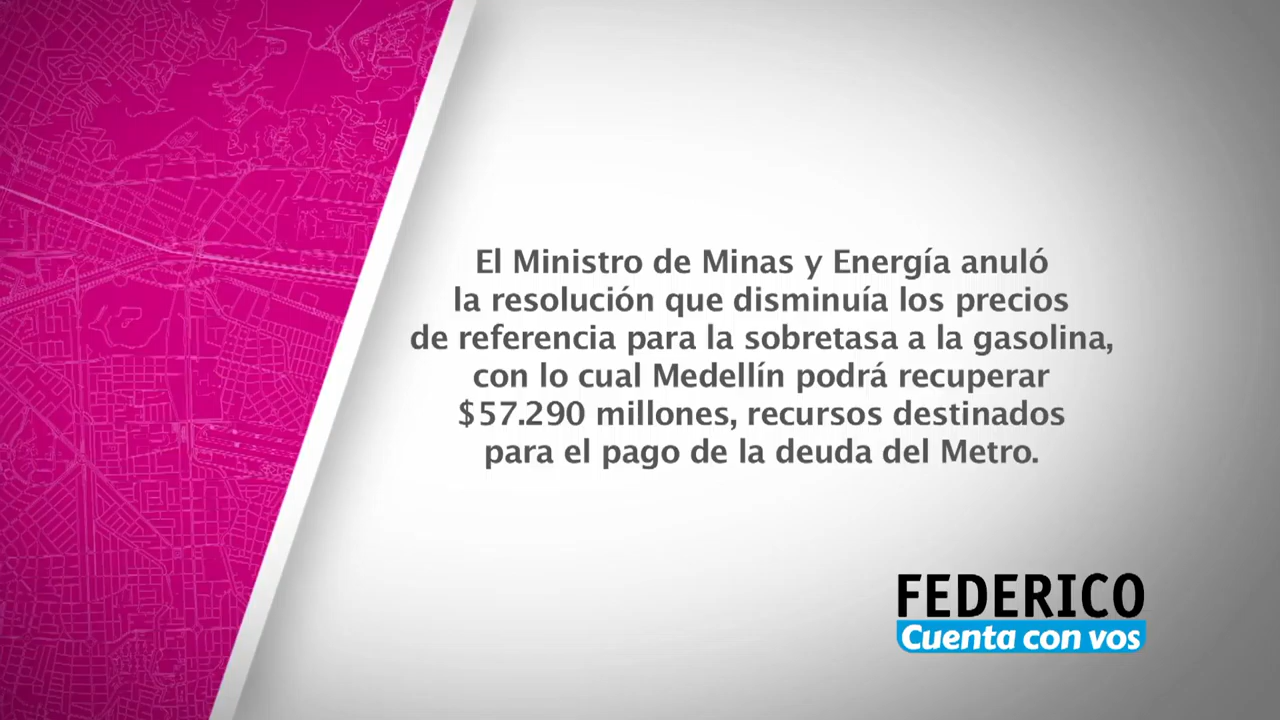 El Ministro de Minas y Energía anuló
la resolución que disminuía los precios
de referencia para la sobretasa a la gasolina,
con lo cual Medellín podrá recuperar
$57.290 millones, recursos destinados
para el pago de la deuda del Metro.
FEDERICO
Cuenta con vos